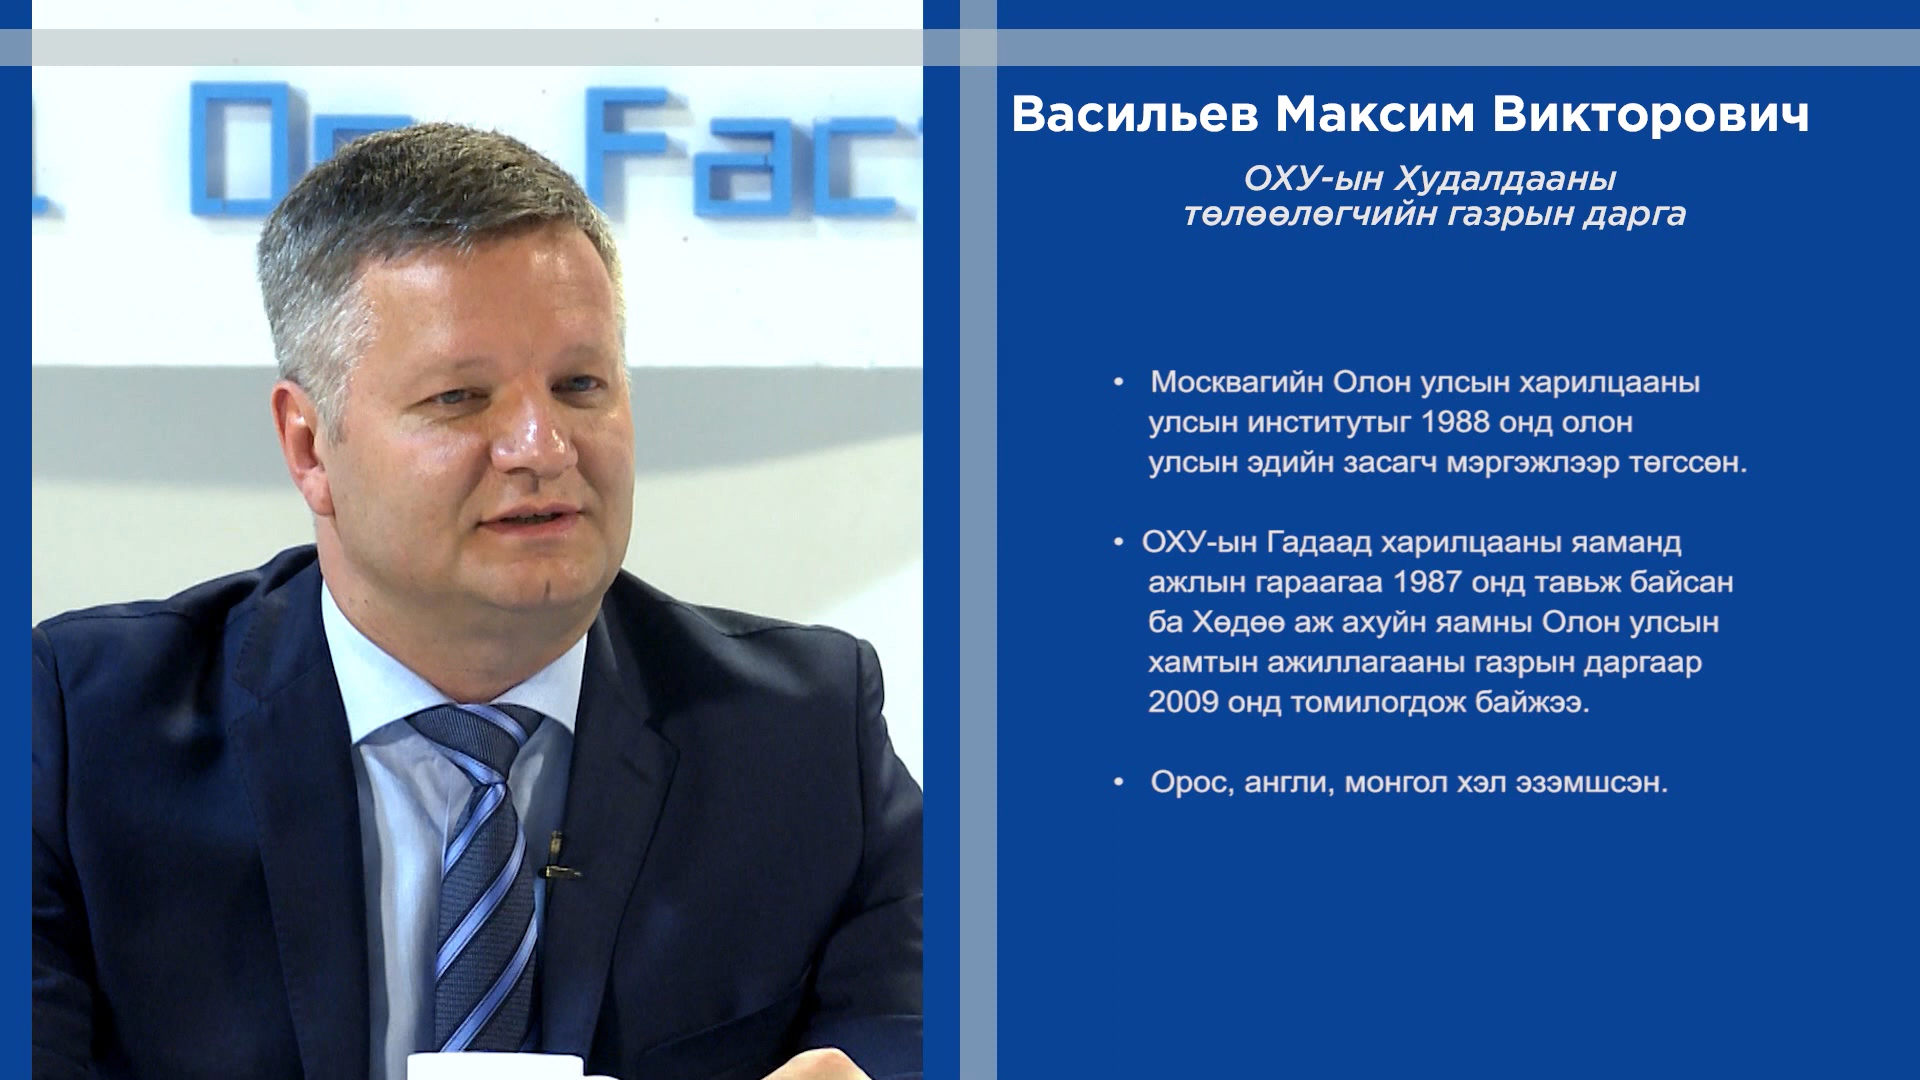 On Fact
Васильев Максим Викторович
ОХУ-ын Худалдааны
төлөөлөгчийн газрын дарга
• Москвагийн Олон улсын харилцааны
улсын институтыг 1988 онд олон
улсын эдийн засагч мэргэжлээр төгссөн.
• ОХУ-ын Гадаад харилцааны яаманд
ажлын гараагаа 1987 онд тавьж байсан
ба Хөдөө аж ахуйн яамны Олон улсын
хамтын ажиллагааны газрын даргаар
2009 онд томилогдож байжээ.
• Орос, англи, монгол хэл эзэмшсэн.